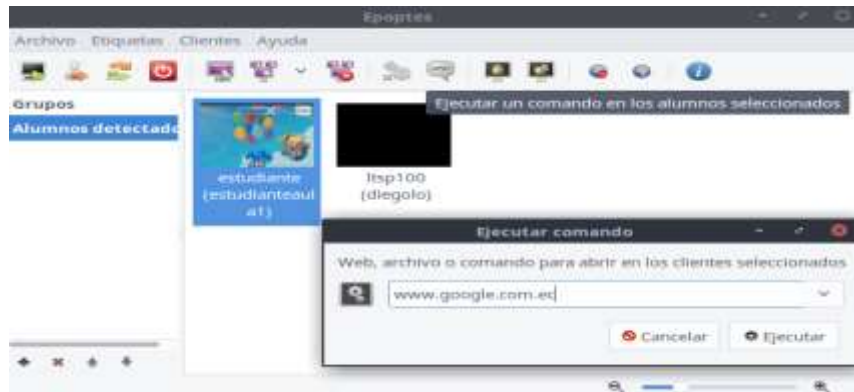 Epoptes
Archivo Etiquetas Clientes Ayuda
Ejecutar un comando en los alumnos seleccionados
Grupos
Alumnos detectado
estudiante
(estudianteaul
a1)
ltsp100
(diegolo)
Ejecutar comando
Web, archivo o comando para abrir en los clientes seleccionados
www.google.com.ec
Cancelar Ejecutar